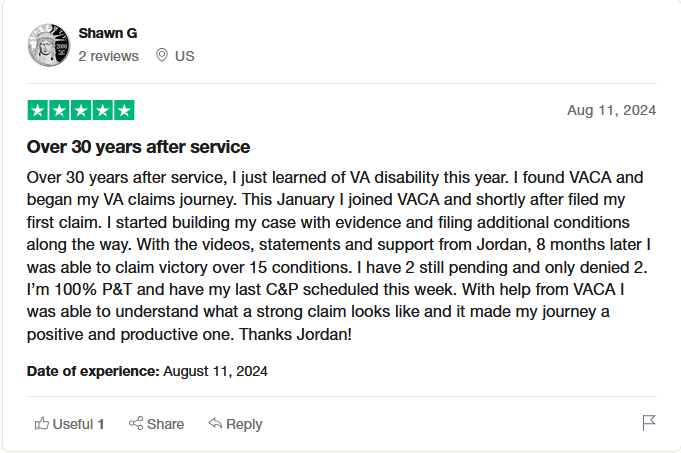 Shawn G
2 reviews US
Aug 11, 2024
Over 30 years after service
Over 30 years after service, I just learned of VA disability this year. I found VACA and
began my VA claims journey. This January I joined VACA and shortly after filed my
first claim. I started building my case with evidence and filing additional conditions
along the way. With the videos, statements and support from Jordan, 8 months later I
was able to claim victory over 15 conditions. I have 2 still pending and only denied 2.
I’m 100% P&T and have my last C&P scheduled this week. With help from VACA I
was able to understand what a strong claim looks like and it made my journey a
positive and productive one. Thanks Jordan!
Date of experience: August 11, 2024
Useful 1 Share Reply